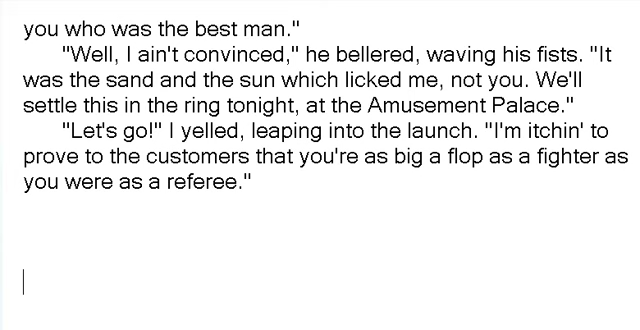 you who was the best man."
"Well, I ain't convinced," he bellered, waving his fists. "It
was the sand and the sun which licked me, not you. We'll
settle this in the ring tonight, at the Amusement Palace."
"Let's go!" I yelled, leaping into the launch. "I'm itchin' to
prove to the customers that you're as big a flop as a fighter as
you were as a referee."